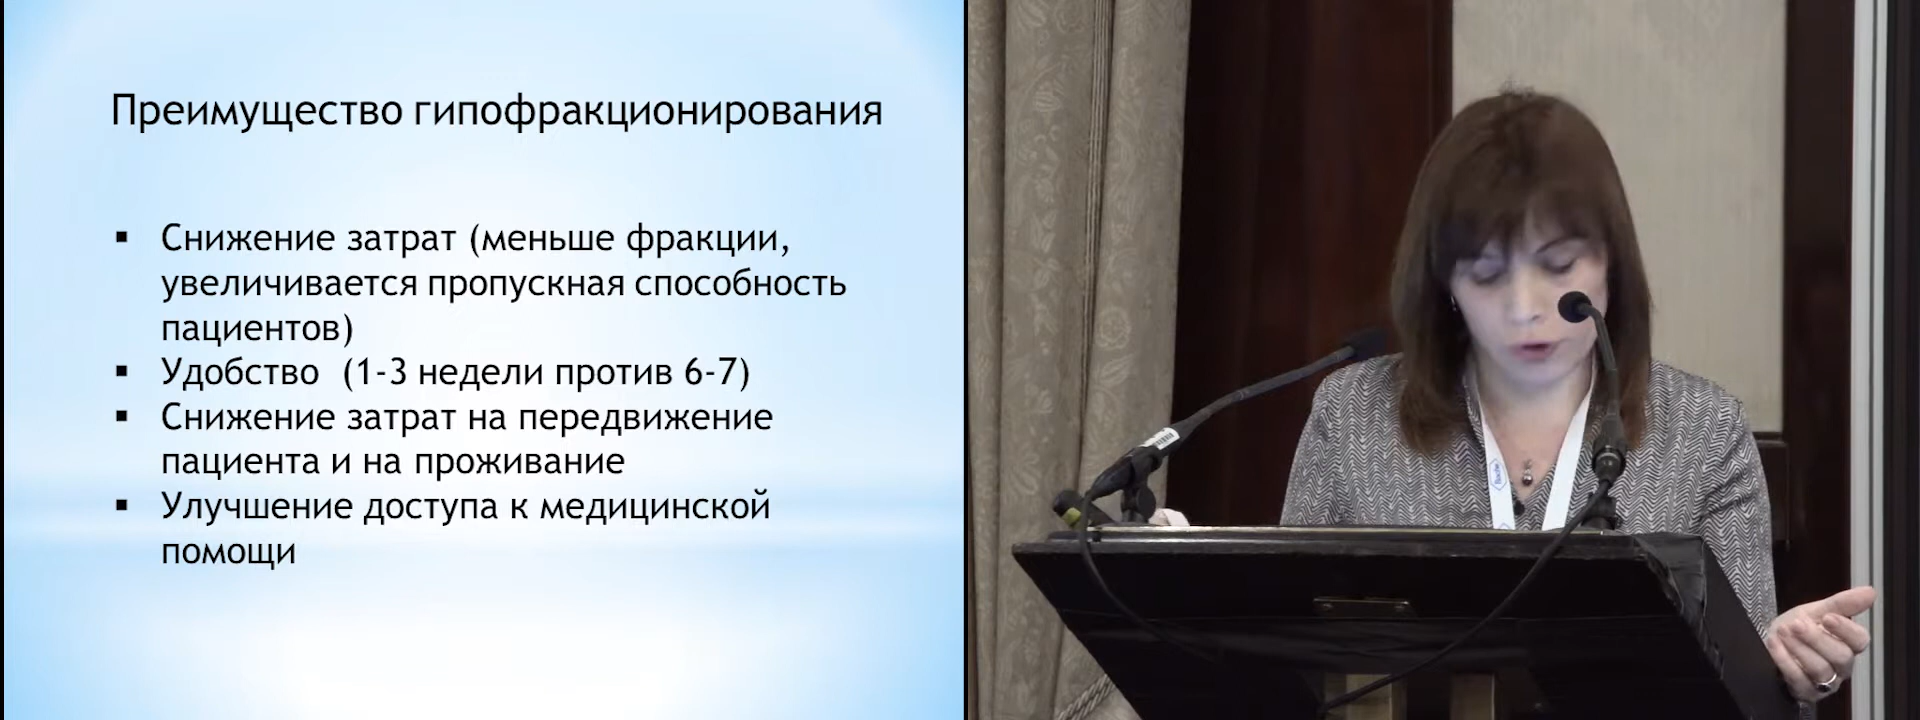 Преимущество гипофракционирования
▪ Снижение затрат (меньше фракции,
увеличивается пропускная способность
пациентов)
▪ Удобство (1-3 недели против 6-7)
▪ Снижение затрат на передвижение
пациента и на проживание
▪ Улучшение доступа к медицинской
помощи
Roche